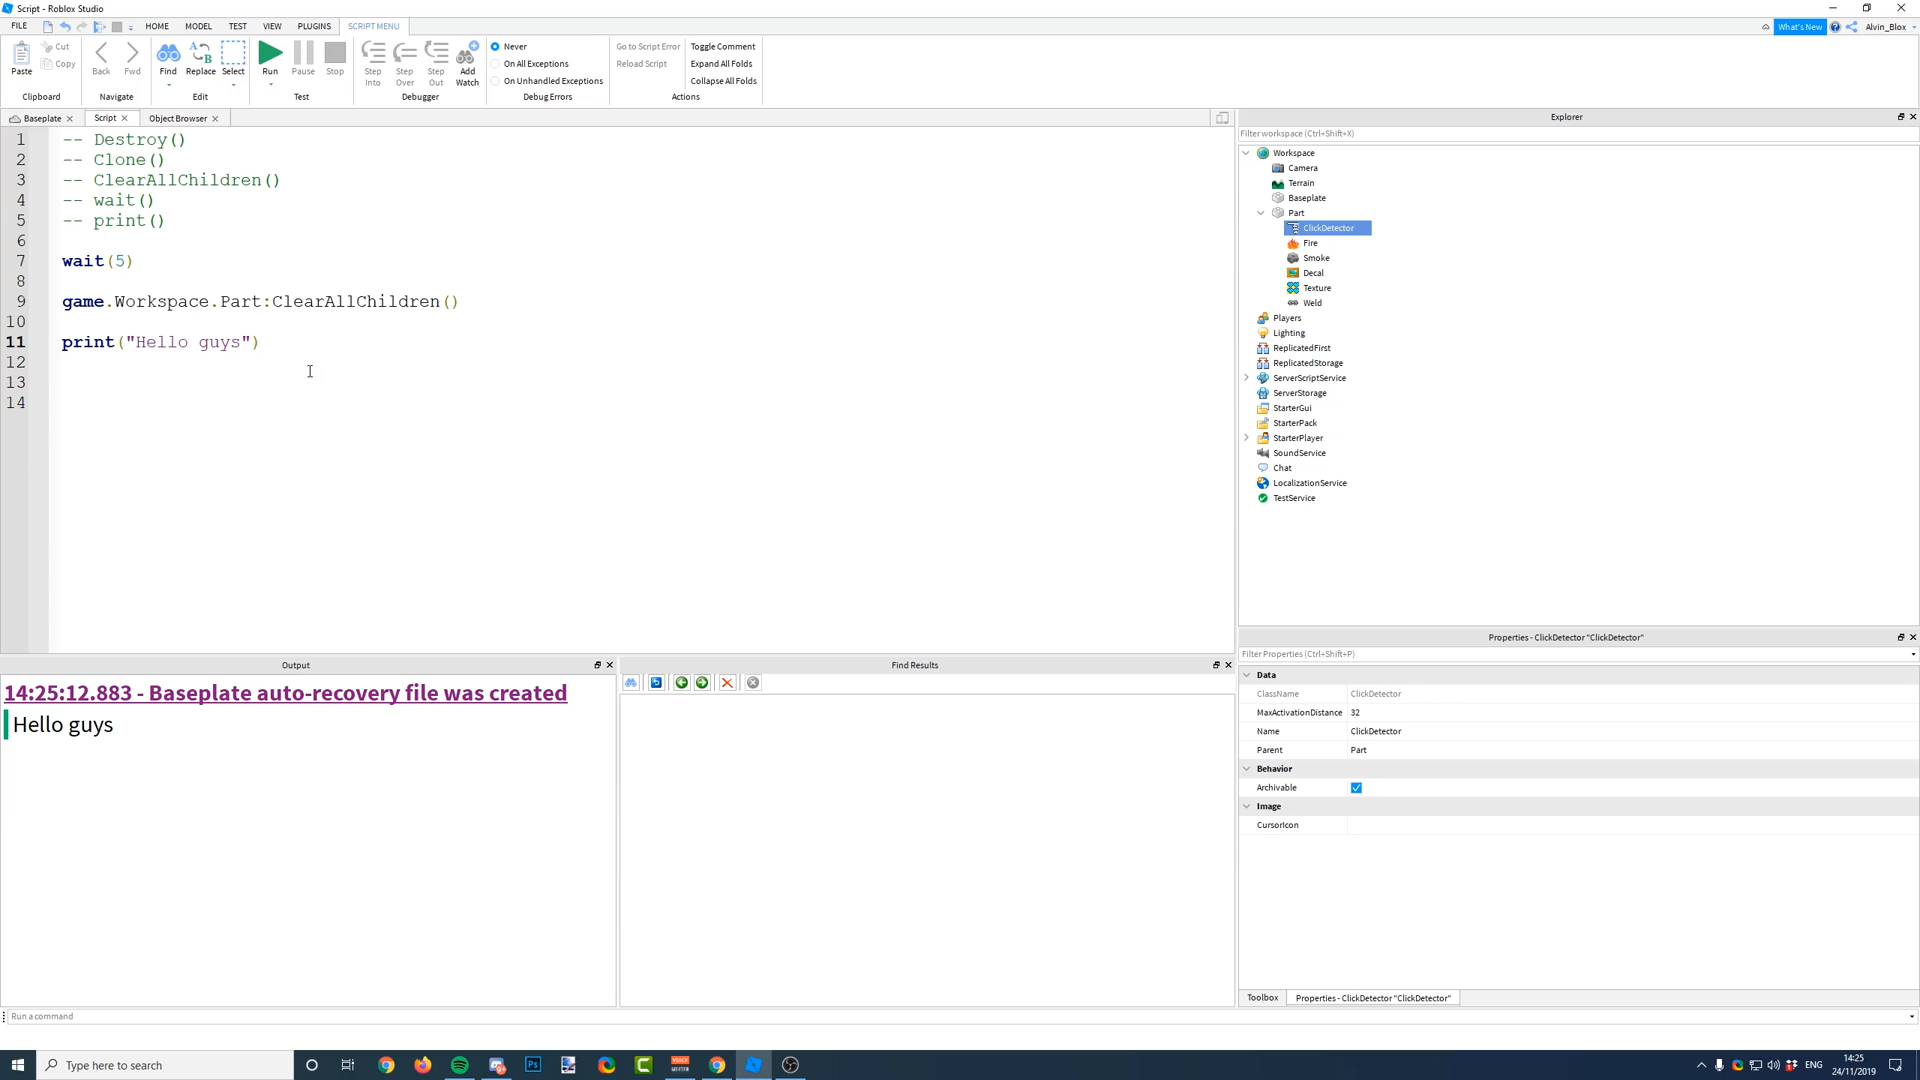 Script - Roblox Studio
FILE
HOME
MODEL
TEST
VIEW
PLUGINS
SCRIPT MENU
What's New
Alvin_Blox
Paste
Cut
Copy
Clipboard
Back
Fwd
Navigate
Find
Replace
Select
Edit
Run
Pause
Stop
Test
Step Into
Step Over
Step Out
Add Watch
Debugger
Never
On All Exceptions
On Unhandled Exceptions
Debug Errors
Go to Script Error
Reload Script
Toggle Comment
Expand All Folds
Collapse All Folds
Actions
Baseplate
Script
Object Browser
1 -- Destroy()
2 -- Clone()
3 -- ClearAllChildren()
4 -- wait()
5 -- print()
6
7 wait(5)
8
9 game.Workspace.Part:ClearAllChildren()
10
11 print("Hello guys")
12
13
14
Explorer
Filter workspace (Ctrl+Shift+X)
Workspace
Camera
Terrain
Baseplate
Part
ClickDetector
Fire
Smoke
Decal
Texture
Weld
Players
Lighting
ReplicatedFirst
ReplicatedStorage
ServerScriptService
ServerStorage
StarterGui
StarterPack
StarterPlayer
SoundService
Chat
LocalizationService
TestService
Output
14:25:12.883 - Baseplate auto-recovery file was created
Hello guys
Find Results
Properties - ClickDetector "ClickDetector"
Filter Properties (Ctrl+Shift+P)
Data
ClassName ClickDetector
MaxActivationDistance 32
Name ClickDetector
Parent Part
Behavior
Archivable
Image
CursorIcon
Toolbox
Properties - ClickDetector "ClickDetector"
Run a command
Type here to search
ENG
14:25
24/11/2019